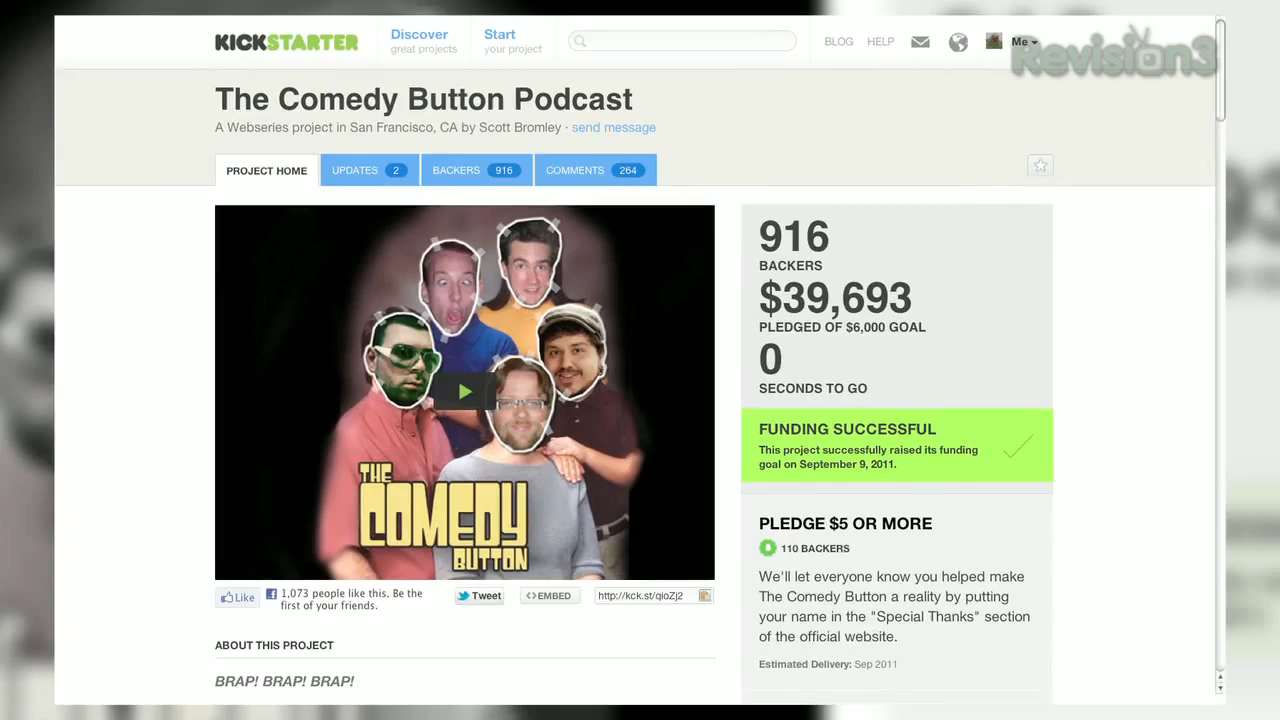 KICKSTARTER
Discover
great projects
Start
your project
BLOG
HELP
Me
Revision3
The Comedy Button Podcast
A Webseries project in San Francisco, CA by Scott Bromley · send message
PROJECT HOME
UPDATES 2
BACKERS 916
COMMENTS 264
THE
COMEDY
BUTTON
916
BACKERS
$39,693
PLEDGED OF $6,000 GOAL
0
SECONDS TO GO
FUNDING SUCCESSFUL
This project successfully raised its funding
goal on September 9, 2011.
PLEDGE $5 OR MORE
110 BACKERS
We'll let everyone know you helped make
The Comedy Button a reality by putting
your name in the "Special Thanks" section
of the official website.
Estimated Delivery: Sep 2011
Like
1,073 people like this. Be the
first of your friends.
Tweet
<>EMBED
http://kck.st/qioZj2
ABOUT THIS PROJECT
BRAP! BRAP! BRAP!